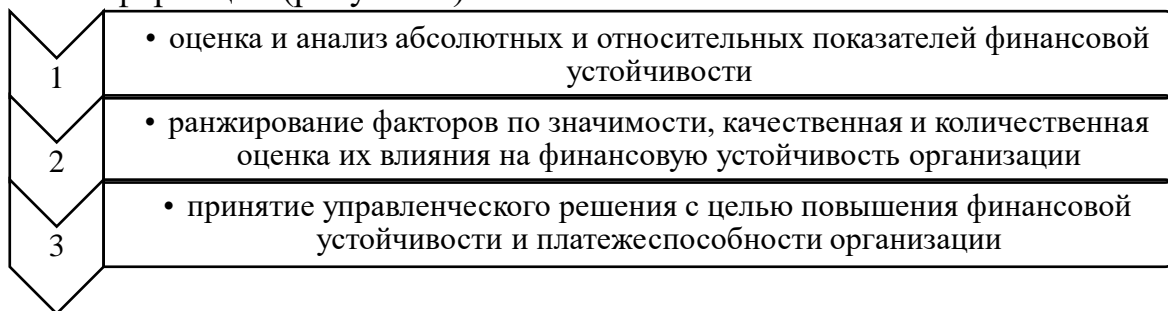 1
• оценка и анализ абсолютных и относительных показателей финансовой
устойчивости
2
• ранжирование факторов по значимости, качественная и количественная
оценка их влияния на финансовую устойчивость организации
3
• принятие управленческого решения с целью повышения финансовой
устойчивости и платежеспособности организации